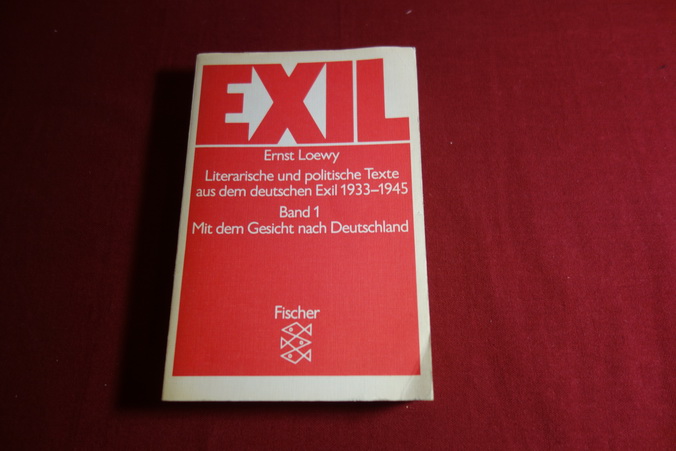 EXIL
Ernst Loewy
Literarische und politische Texte
aus dem deutschen Exil 1933–1945
Band 1
Mit dem Gesicht nach Deutschland
Fischer